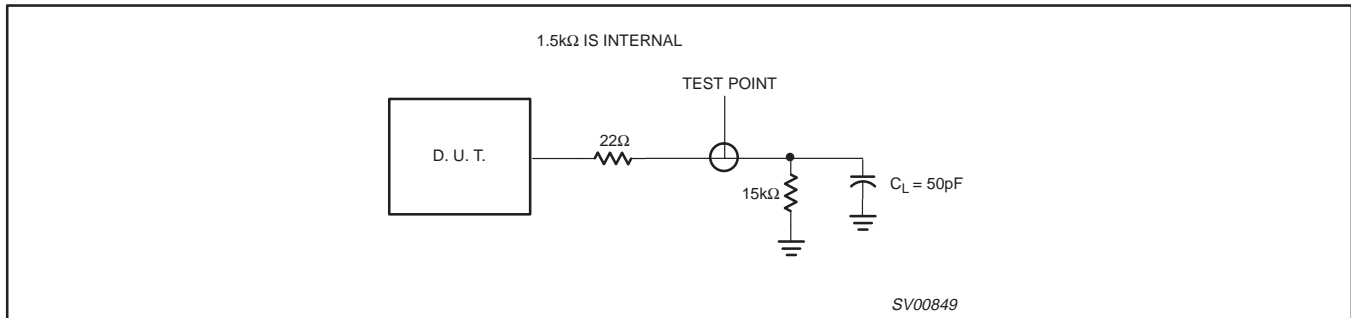 1.5kΩ IS INTERNAL
TEST POINT
D. U. T.
22Ω
15kΩ
C_L = 50pF
SV00849